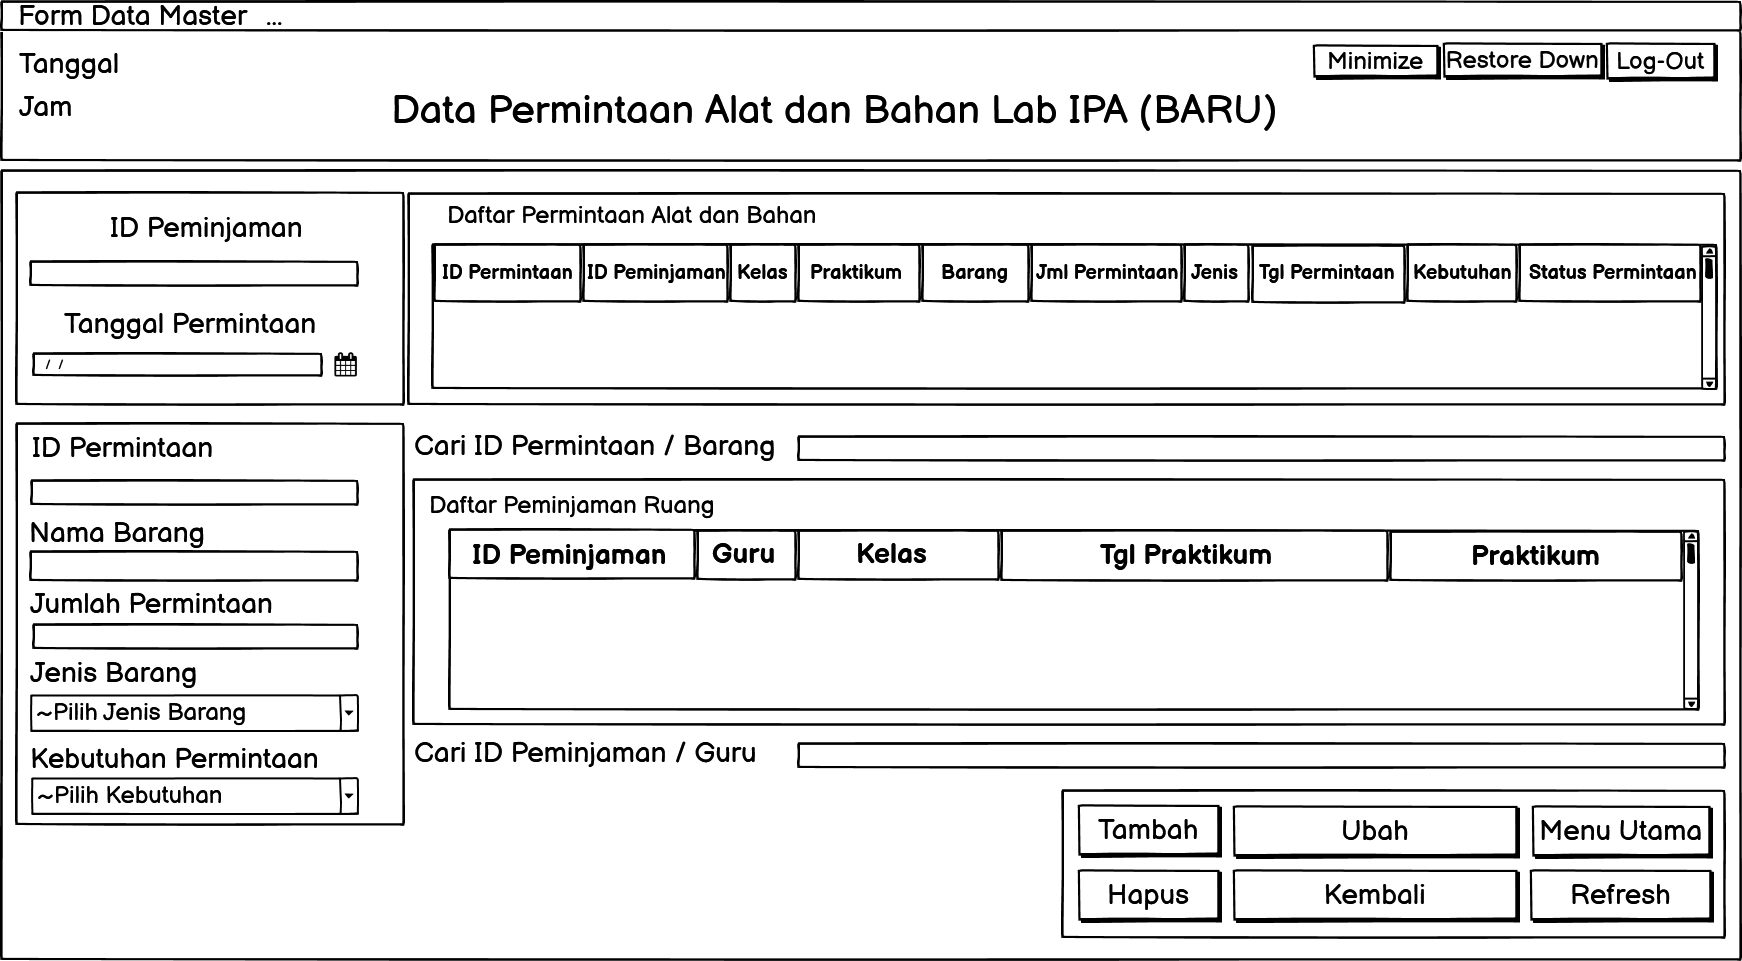 Form Data Master ...
Tanggal
Jam
Minimize
Restore Down
Log-Out
Data Permintaan Alat dan Bahan Lab IPA (BARU)
ID Peminjaman
Tanggal Permintaan
/ /
Daftar Permintaan Alat dan Bahan
ID Permintaan ID Peminjaman Kelas Praktikum Barang Jml Permintaan Jenis Tgl Permintaan Kebutuhan Status Permintaan
ID Permintaan
Nama Barang
Jumlah Permintaan
Jenis Barang
~Pilih Jenis Barang
Kebutuhan Permintaan
~Pilih Kebutuhan
Cari ID Permintaan / Barang
Daftar Peminjaman Ruang
ID Peminjaman Guru Kelas Tgl Praktikum Praktikum
Cari ID Peminjaman / Guru
Tambah Ubah Menu Utama
Hapus Kembali Refresh